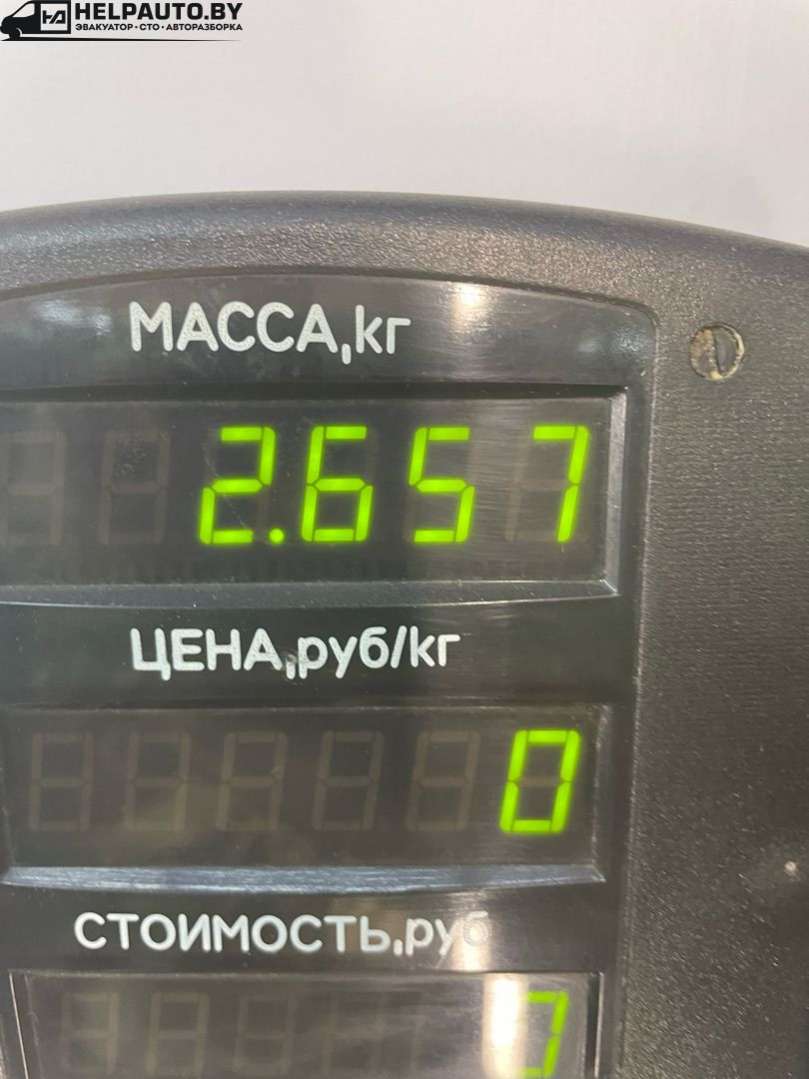 HELPAUTO.BY
ЭВАКУАТОР•СТО•АВТОРАЗБОРКА
МАССА,кг
2.657
ЦЕНА,руб/кг
0
СТОИМОСТЬ,руб